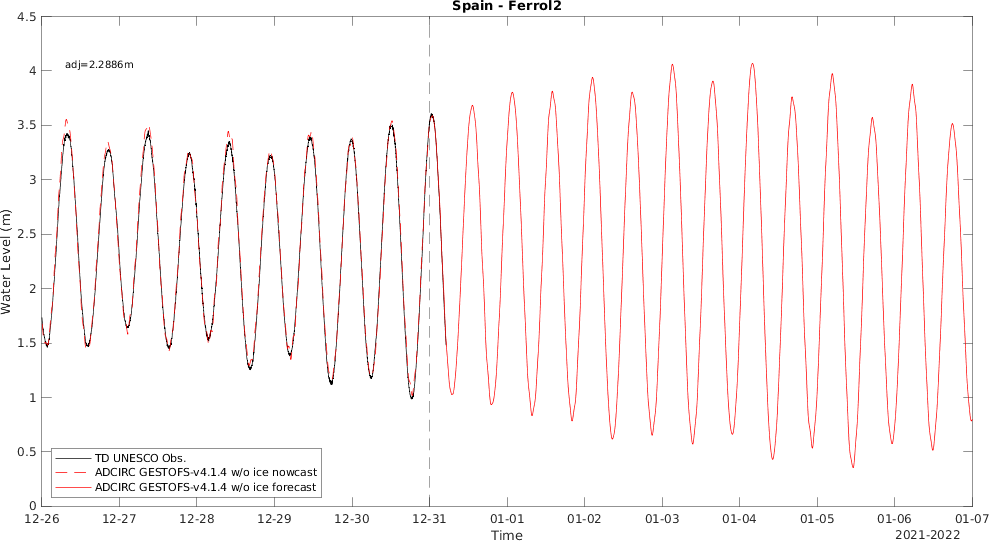 Spain - Ferrol2
adj=2.2886m
Water Level (m)
4.5
4
3.5
3
2.5
2
1.5
1
0.5
0
TD UNESCO Obs.
ADCIRC GESTOFS-v4.1.4 w/o ice nowcast
ADCIRC GESTOFS-v4.1.4 w/o ice forecast
12-26 12-27 12-28 12-29 12-30 12-31 01-01 01-02 01-03 01-04 01-05 01-06 01-07
Time
2021-2022